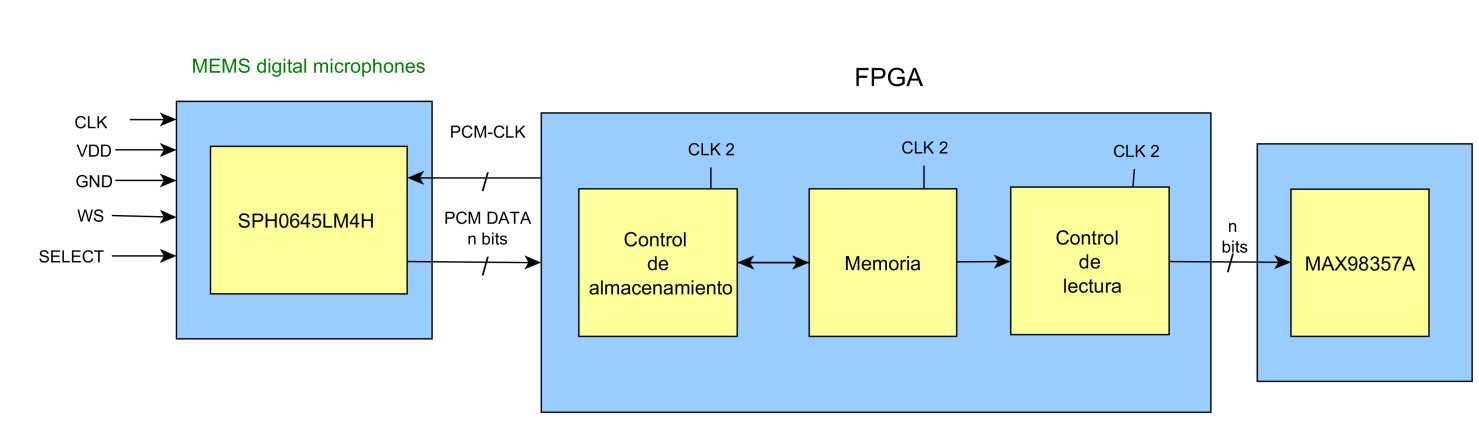 MEMS digital microphones
FPGA
CLK
VDD
GND
WS
SELECT
SPH0645LM4H
PCM-CLK
PCM DATA
n bits
CLK 2
CLK 2
CLK 2
Control
de
almacenamiento
Memoria
Control
de
lectura
n
bits
MAX98357A